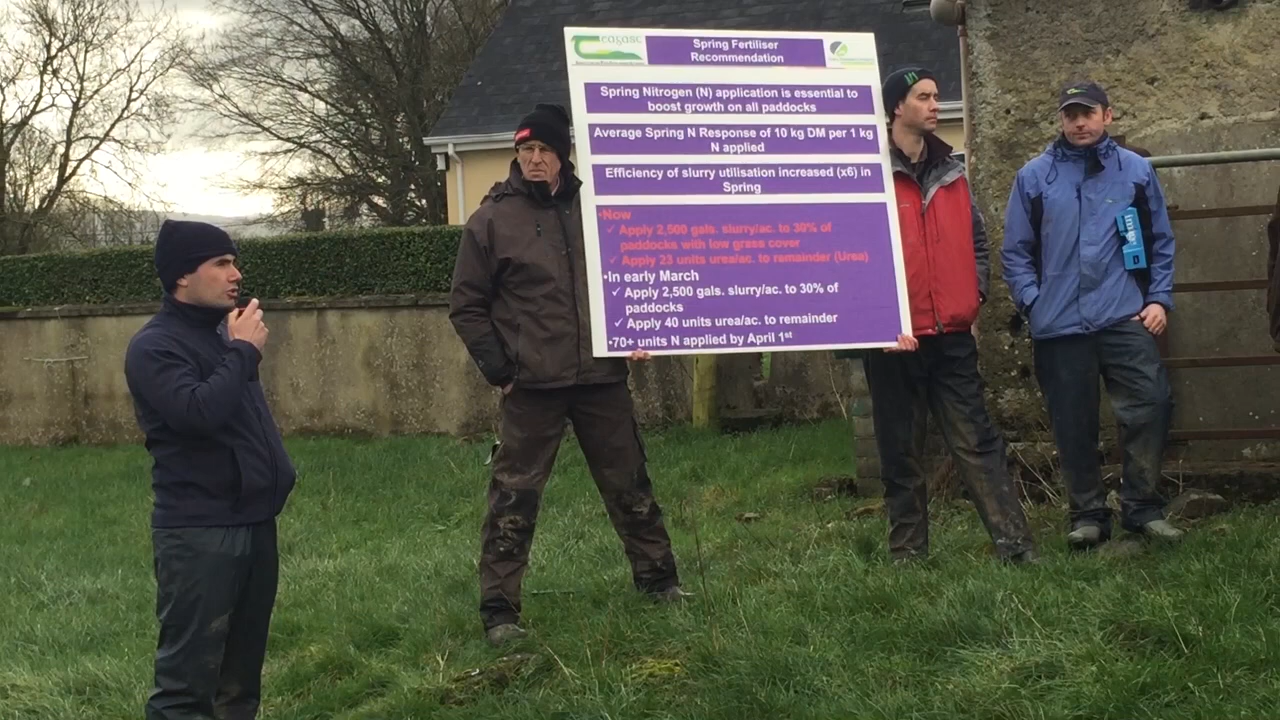 eagasc
Spring Fertiliser
Recommendation
Spring Nitrogen (N) application is essential to
boost growth on all paddocks
Average Spring N Response of 10 kg DM per 1 kg
N applied
Efficiency of slurry utilisation increased (x6) in
Spring
•Now
✓ Apply 2,500 gals. slurry/ac. to 30% of
paddocks with low grass cover
✓ Apply 23 units urea/ac. to remainder (Urea)
•In early March
✓ Apply 2,500 gals. slurry/ac. to 30% of
paddocks
✓ Apply 40 units urea/ac. to remainder
•70+ units N applied by April 1st